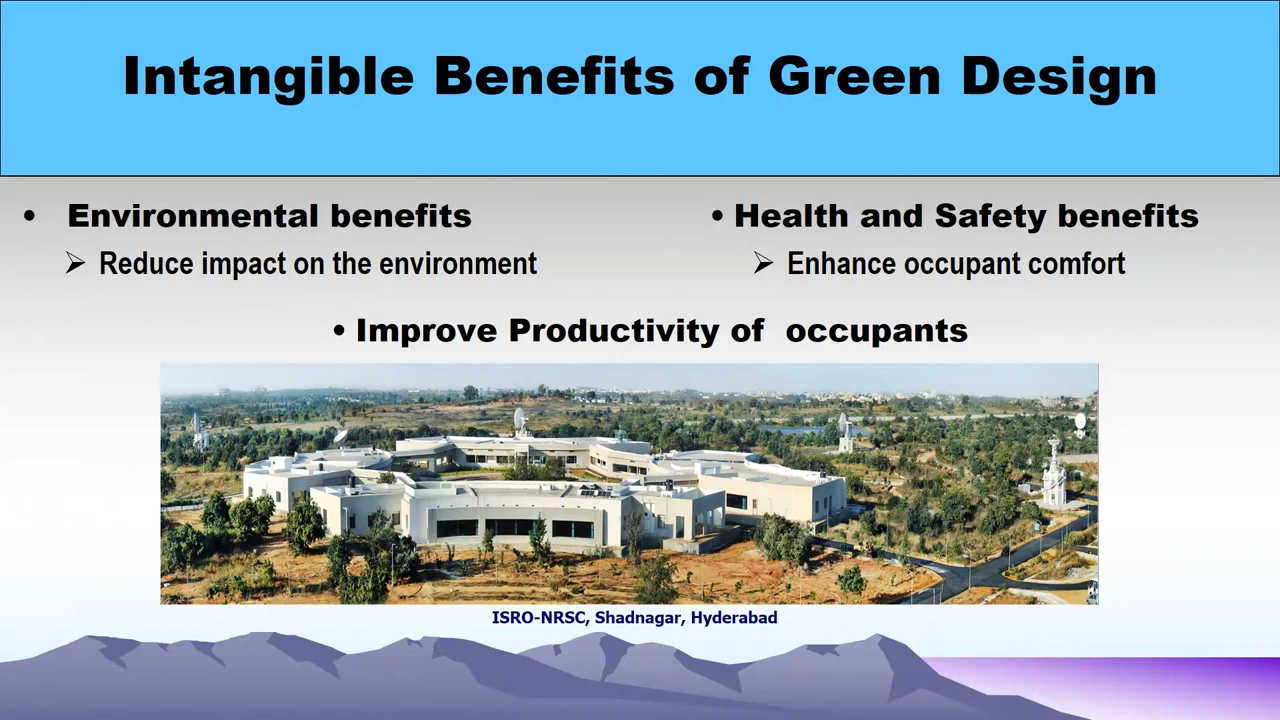 Intangible Benefits of Green Design
• Environmental benefits
• Health and Safety benefits
➢ Reduce impact on the environment
➢ Enhance occupant comfort
• Improve Productivity of occupants
ISRO-NRSC, Shadnagar, Hyderabad